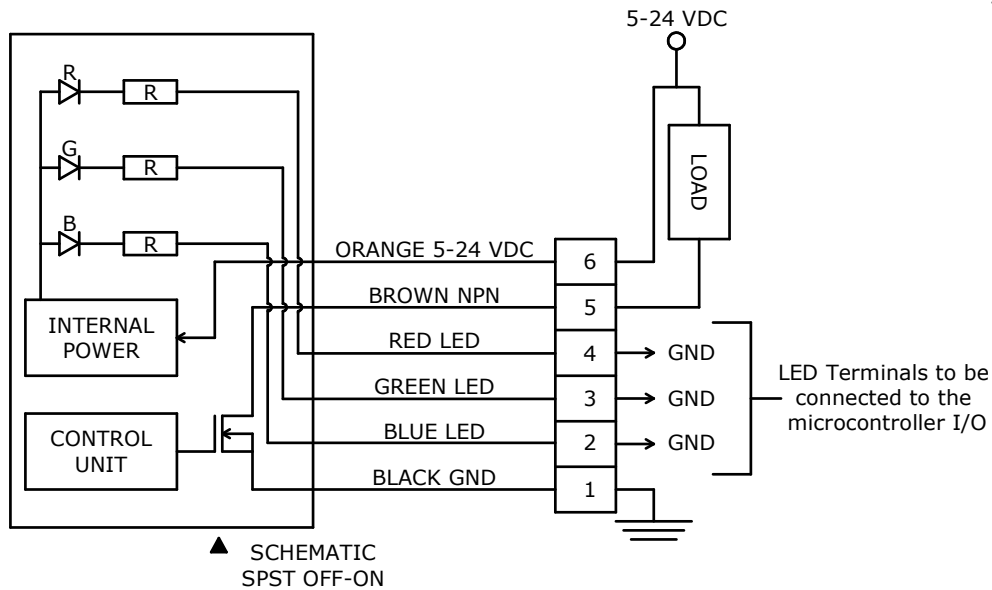 5-24 VDC
R
R
G
R
B
R
LOAD
ORANGE 5-24 VDC
6
BROWN NPN
5
INTERNAL
POWER
RED LED
4
GND
GREEN LED
3
GND
LED Terminals to be
connected to the
microcontroller I/O
CONTROL
UNIT
BLUE LED
2
GND
BLACK GND
1
SCHEMATIC
SPST OFF-ON